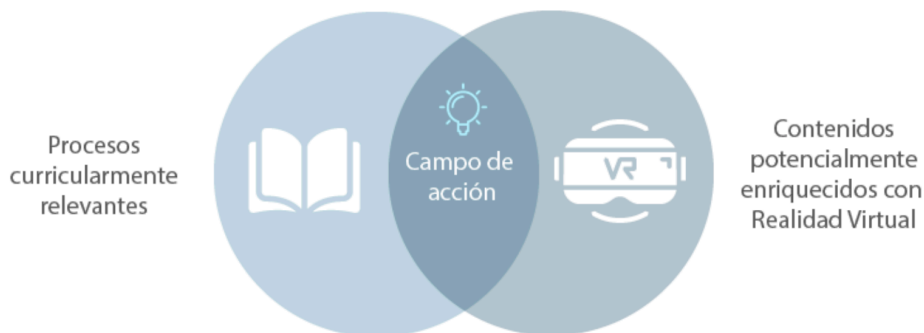 Procesos
curricularmente
relevantes
Campo de
acción
VR
Contenidos
potencialmente
enriquecidos con
Realidad Virtual